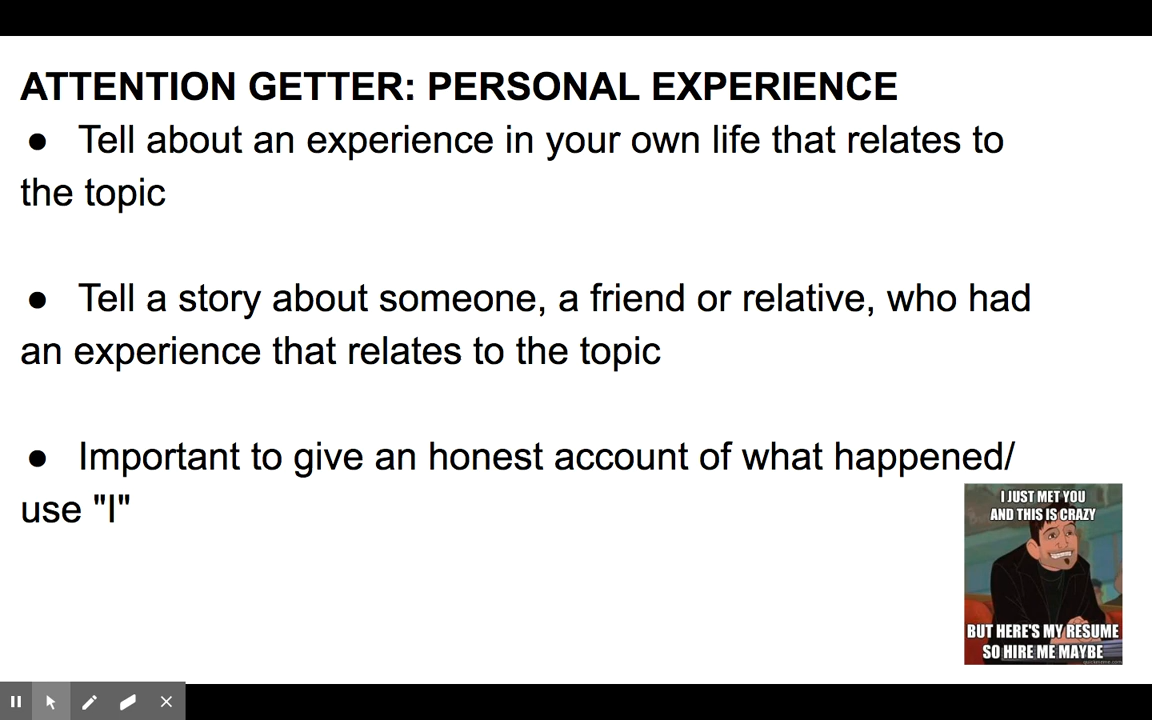 ATTENTION GETTER: PERSONAL EXPERIENCE
● Tell about an experience in your own life that relates to
the topic
● Tell a story about someone, a friend or relative, who had
an experience that relates to the topic
● Important to give an honest account of what happened/
use "I"
I JUST MET YOU
AND THIS IS CRAZY
BUT HERE'S MY RESUME
SO HIRE ME MAYBE